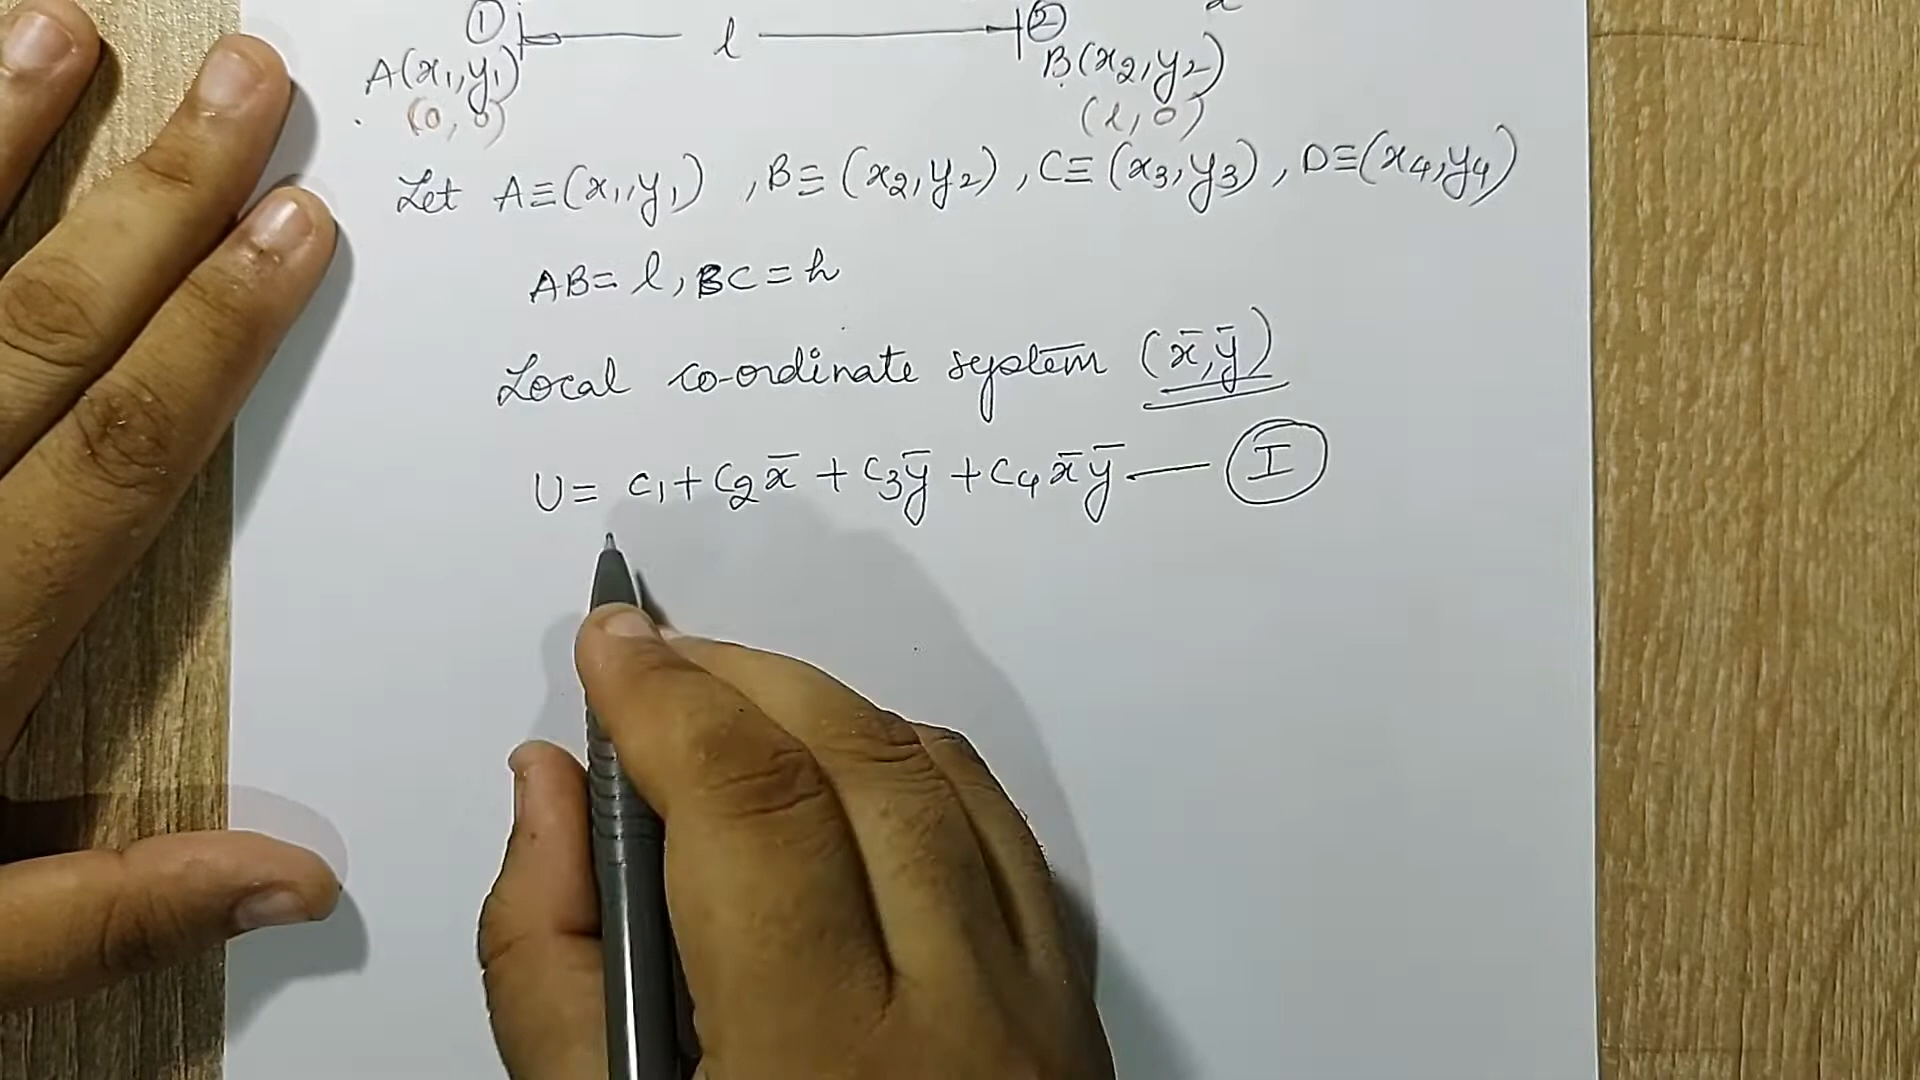 ① l ②
A(x₁,y₁) B(x₂,y₂)
(0,0) (l,0)
Let A≡(x₁,y₁) , B≡(x₂,y₂) , C≡(x₃,y₃) , D≡(x₄,y₄)
AB= l, BC=h
Local co-ordinate system (x̄,ȳ)
U= c₁+c₂x̄ + c₃ȳ + c₄x̄ȳ — Ⓘ